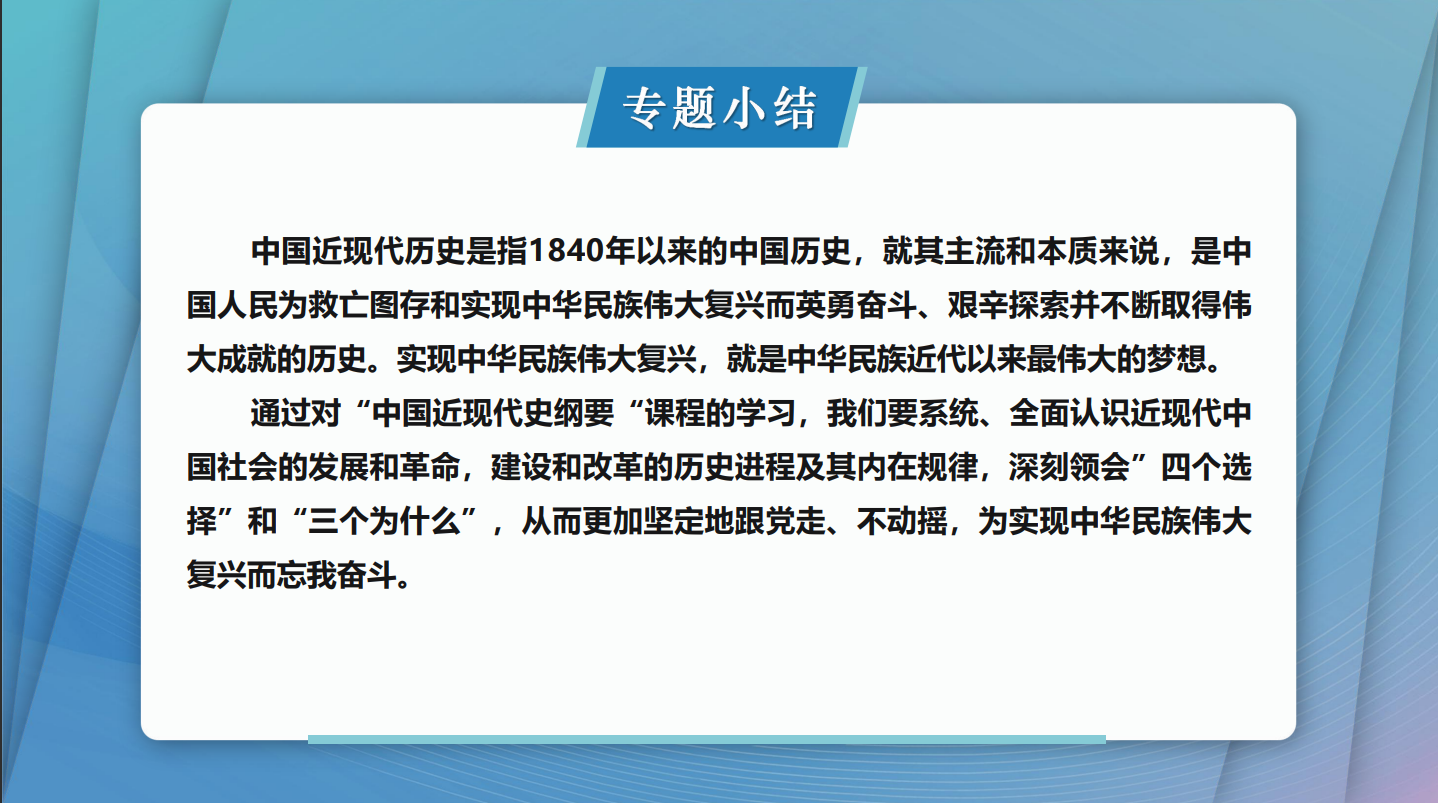 专题小结
中国近现代历史是指1840年以来的中国历史，就其主流和本质来说，是中
国人民为救亡图存和实现中华民族伟大复兴而英勇奋斗、艰辛探索并不断取得伟
大成就的历史。实现中华民族伟大复兴，就是中华民族近代以来最伟大的梦想。
通过对“中国近现代史纲要“课程的学习，我们要系统、全面认识近现代中
国社会的发展和革命，建设和改革的历史进程及其内在规律，深刻领会”四个选
择”和“三个为什么”，从而更加坚定地跟党走、不动摇，为实现中华民族伟大
复兴而忘我奋斗。